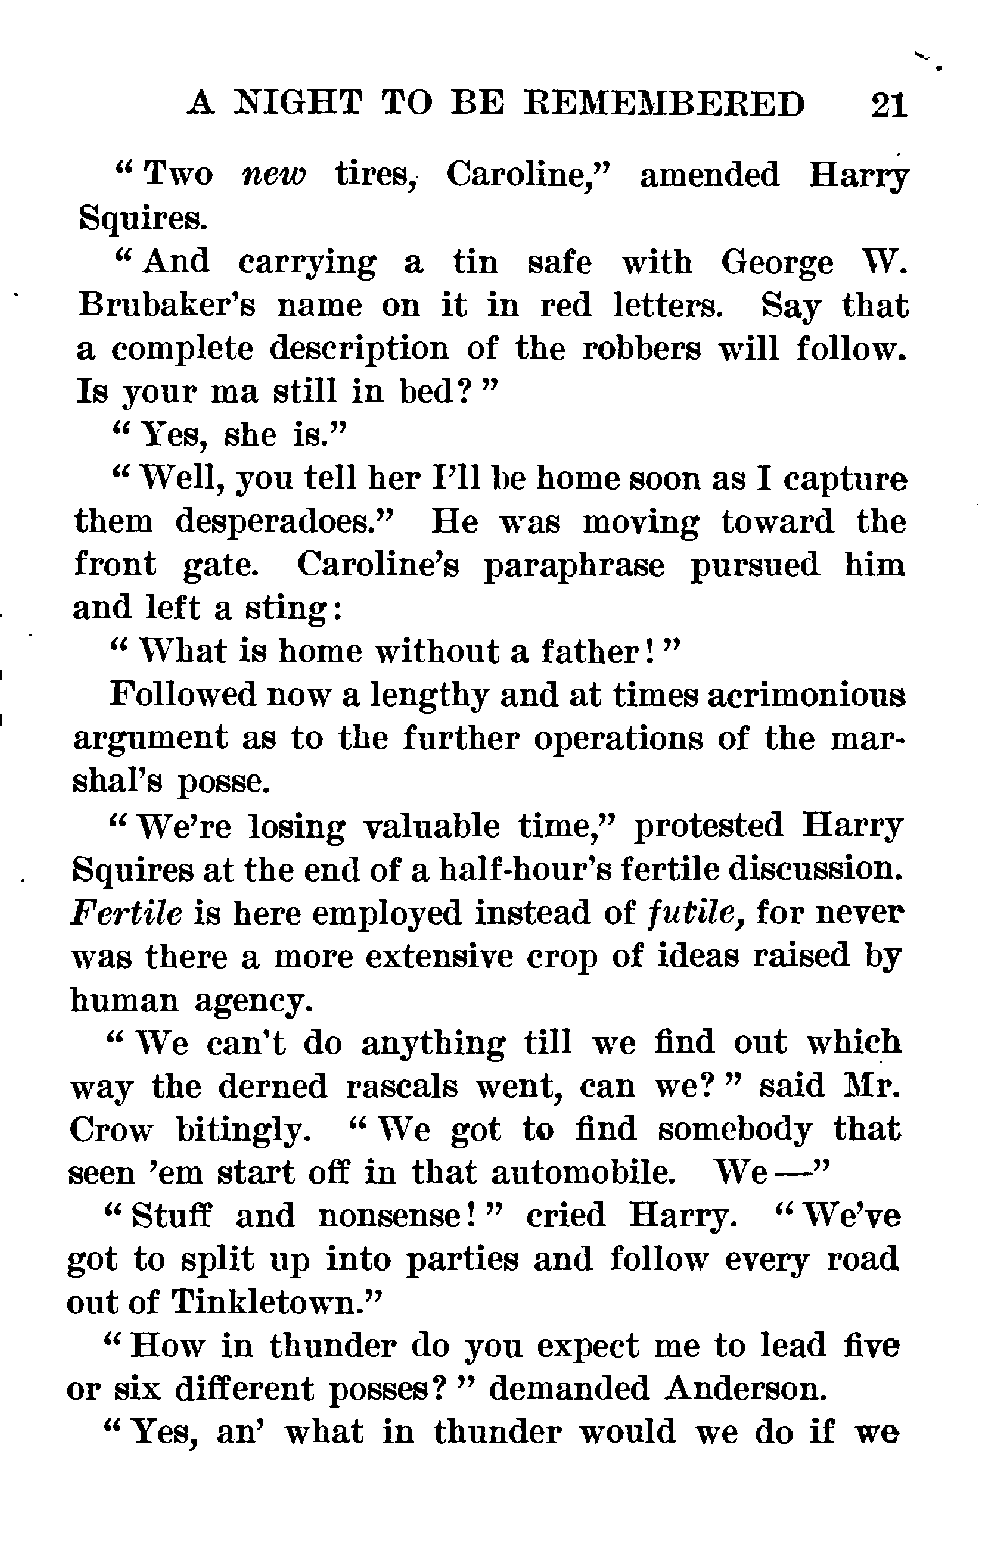 A NIGHT TO BE REMEMBERED 21
“ Two new tires, Caroline,” amended Harry
Squires.
“ And carrying a tin safe with George W.
Brubaker’s name on it in red letters. Say that
a complete description of the robbers will follow.
Is your ma still in bed? ”
“ Yes, she is.”
“ Well, you tell her I’ll be home soon as I capture
them desperadoes.” He was moving toward the
front gate. Caroline’s paraphrase pursued him
and left a sting:
“ What is home without a father! ”
Followed now a lengthy and at times acrimonious
argument as to the further operations of the mar-
shal’s posse.
“ We’re losing valuable time,” protested Harry
Squires at the end of a half-hour’s fertile discussion.
Fertile is here employed instead of futile, for never
was there a more extensive crop of ideas raised by
human agency.
“ We can’t do anything till we find out which
way the derned rascals went, can we? ” said Mr.
Crow bitingly. “ We got to find somebody that
seen ’em start off in that automobile. We —”
“ Stuff and nonsense! ” cried Harry. “ We’ve
got to split up into parties and follow every road
out of Tinkletown.”
“ How in thunder do you expect me to lead five
or six different posses? ” demanded Anderson.
“ Yes, an’ what in thunder would we do if we